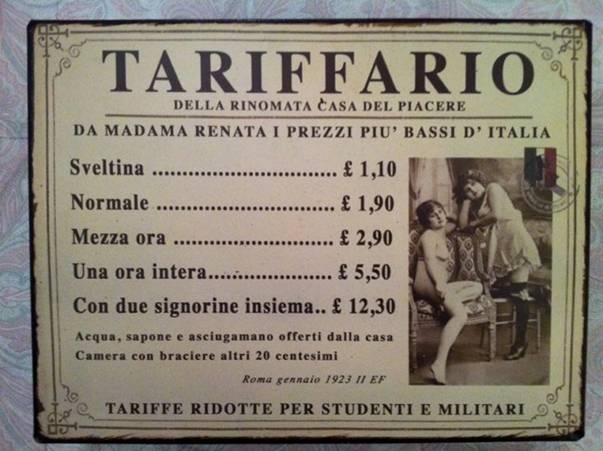 TARIFFARIO
DELLA RINOMATA CASA DEL PIACERE
DA MADAMA RENATA I PREZZI PIU' BASSI D' ITALIA
Sveltina ................................ £ 1,10
Normale ............................... £ 1,90
Mezza ora ............................ £ 2,90
Una ora intera...................... £ 5,50
Con due signorine insiema.. £ 12,30
Acqua, sapone e asciugamano offerti dalla casa
Camera con braciere altri 20 centesimi
Roma gennaio 1923 II EF
TARIFFE RIDOTTE PER STUDENTI E MILITARI